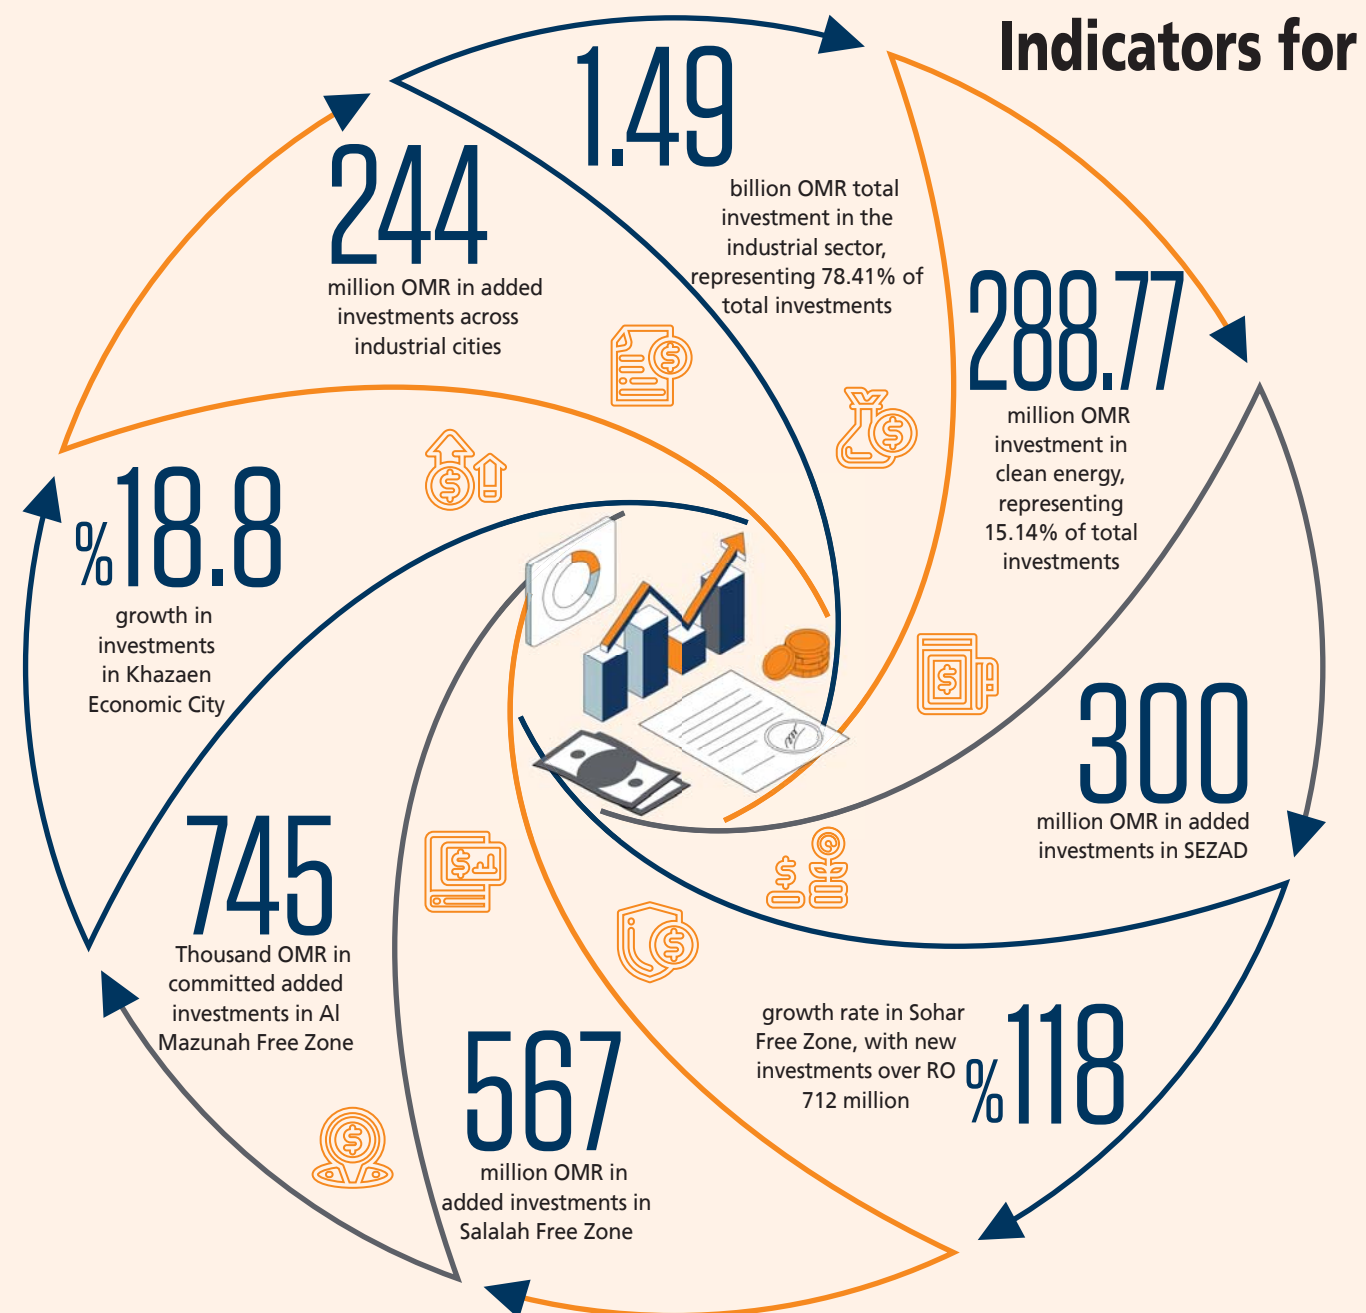 Indicators for
1.49
billion OMR total
investment in the
industrial sector,
representing 78.41% of
total investments
288.77
million OMR
investment in
clean energy,
representing
15.14% of total
investments
300
million OMR in added
investments in SEZAD
%118
growth rate in Sohar
Free Zone, with new
investments over RO
712 million
567
million OMR in
added investments in
Salalah Free Zone
745
Thousand OMR in
committed added
investments in Al
Mazunah Free Zone
%18.8
growth in
investments
in Khazaen
Economic City
244
million OMR in added
investments across
industrial cities